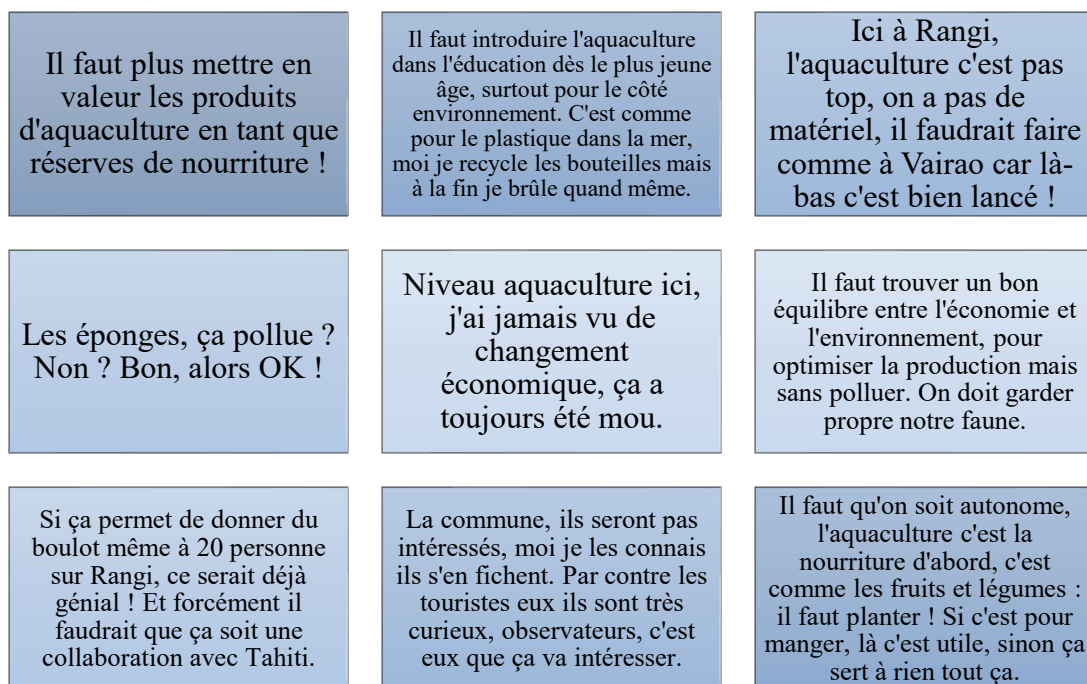 Il faut plus mettre en
valeur les produits
d'aquaculture en tant que
réserves de nourriture !
Il faut introduire l'aquaculture
dans l'éducation dès le plus jeune
âge, surtout pour le côté
environnement. C'est comme
pour le plastique dans la mer,
moi je recycle les bouteilles mais
à la fin je brûle quand même.
Ici à Rangi,
l'aquaculture c'est pas
top, on a pas de
matériel, il faudrait faire
comme à Vairao car là-
bas c'est bien lancé !
Les éponges, ça pollue ?
Non ? Bon, alors OK !
Niveau aquaculture ici,
j'ai jamais vu de
changement
économique, ça a
toujours été mou.
Il faut trouver un bon
équilibre entre l'économie et
l'environnement, pour
optimiser la production mais
sans polluer. On doit garder
propre notre faune.
Si ça permet de donner du
boulot même à 20 personne
sur Rangi, ce serait déjà
génial ! Et forcément il
faudrait que ça soit une
collaboration avec Tahiti.
La commune, ils seront pas
intéressés, moi je les connais
ils s'en fichent. Par contre les
touristes eux ils sont très
curieux, observateurs, c'est
eux que ça va intéresser.
Il faut qu'on soit autonome,
l'aquaculture c'est la
nourriture d'abord, c'est
comme les fruits et légumes :
il faut planter ! Si c'est pour
manger, là c'est utile, sinon ça
sert à rien tout ça.